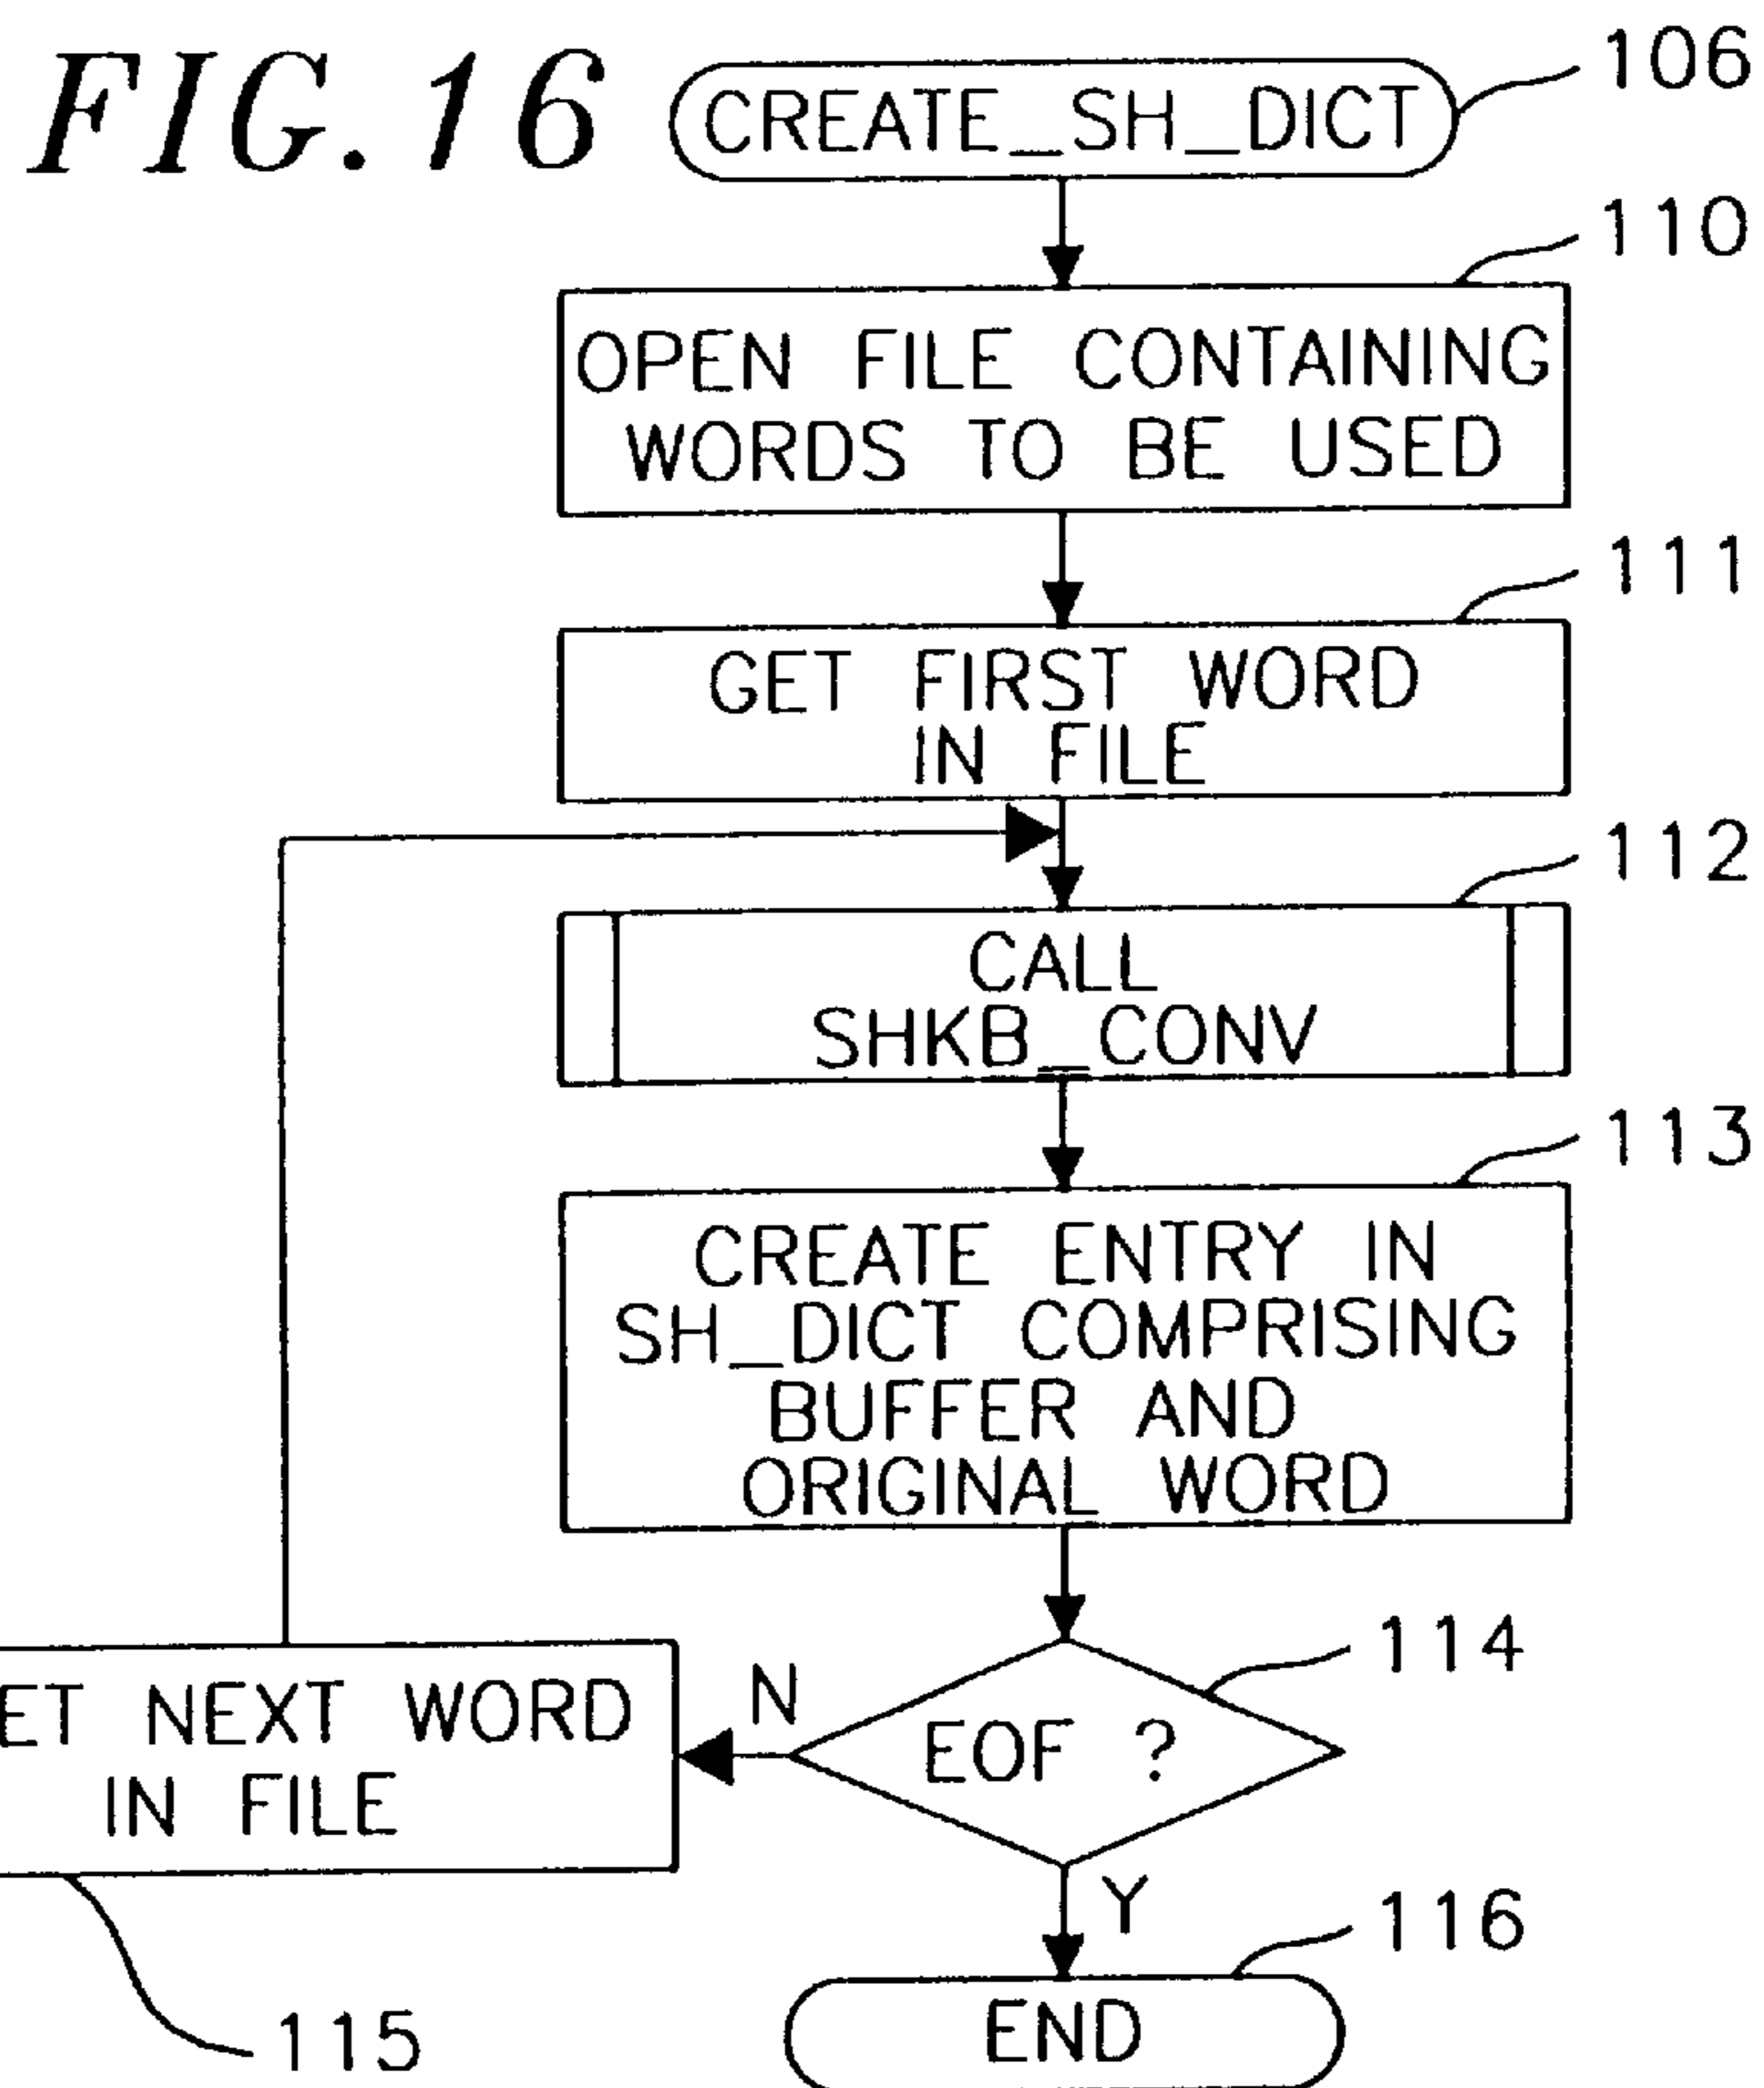 FIG. 16
CREATE_SH_DICT
106
110
OPEN FILE CONTAINING
WORDS TO BE USED
111
GET FIRST WORD
IN FILE
112
CALL
SHKB_CONV
113
CREATE ENTRY IN
SH_DICT COMPRISING
BUFFER AND
ORIGINAL WORD
114
EOF ?
N
ET NEXT WORD
IN FILE
115
Y
116
END